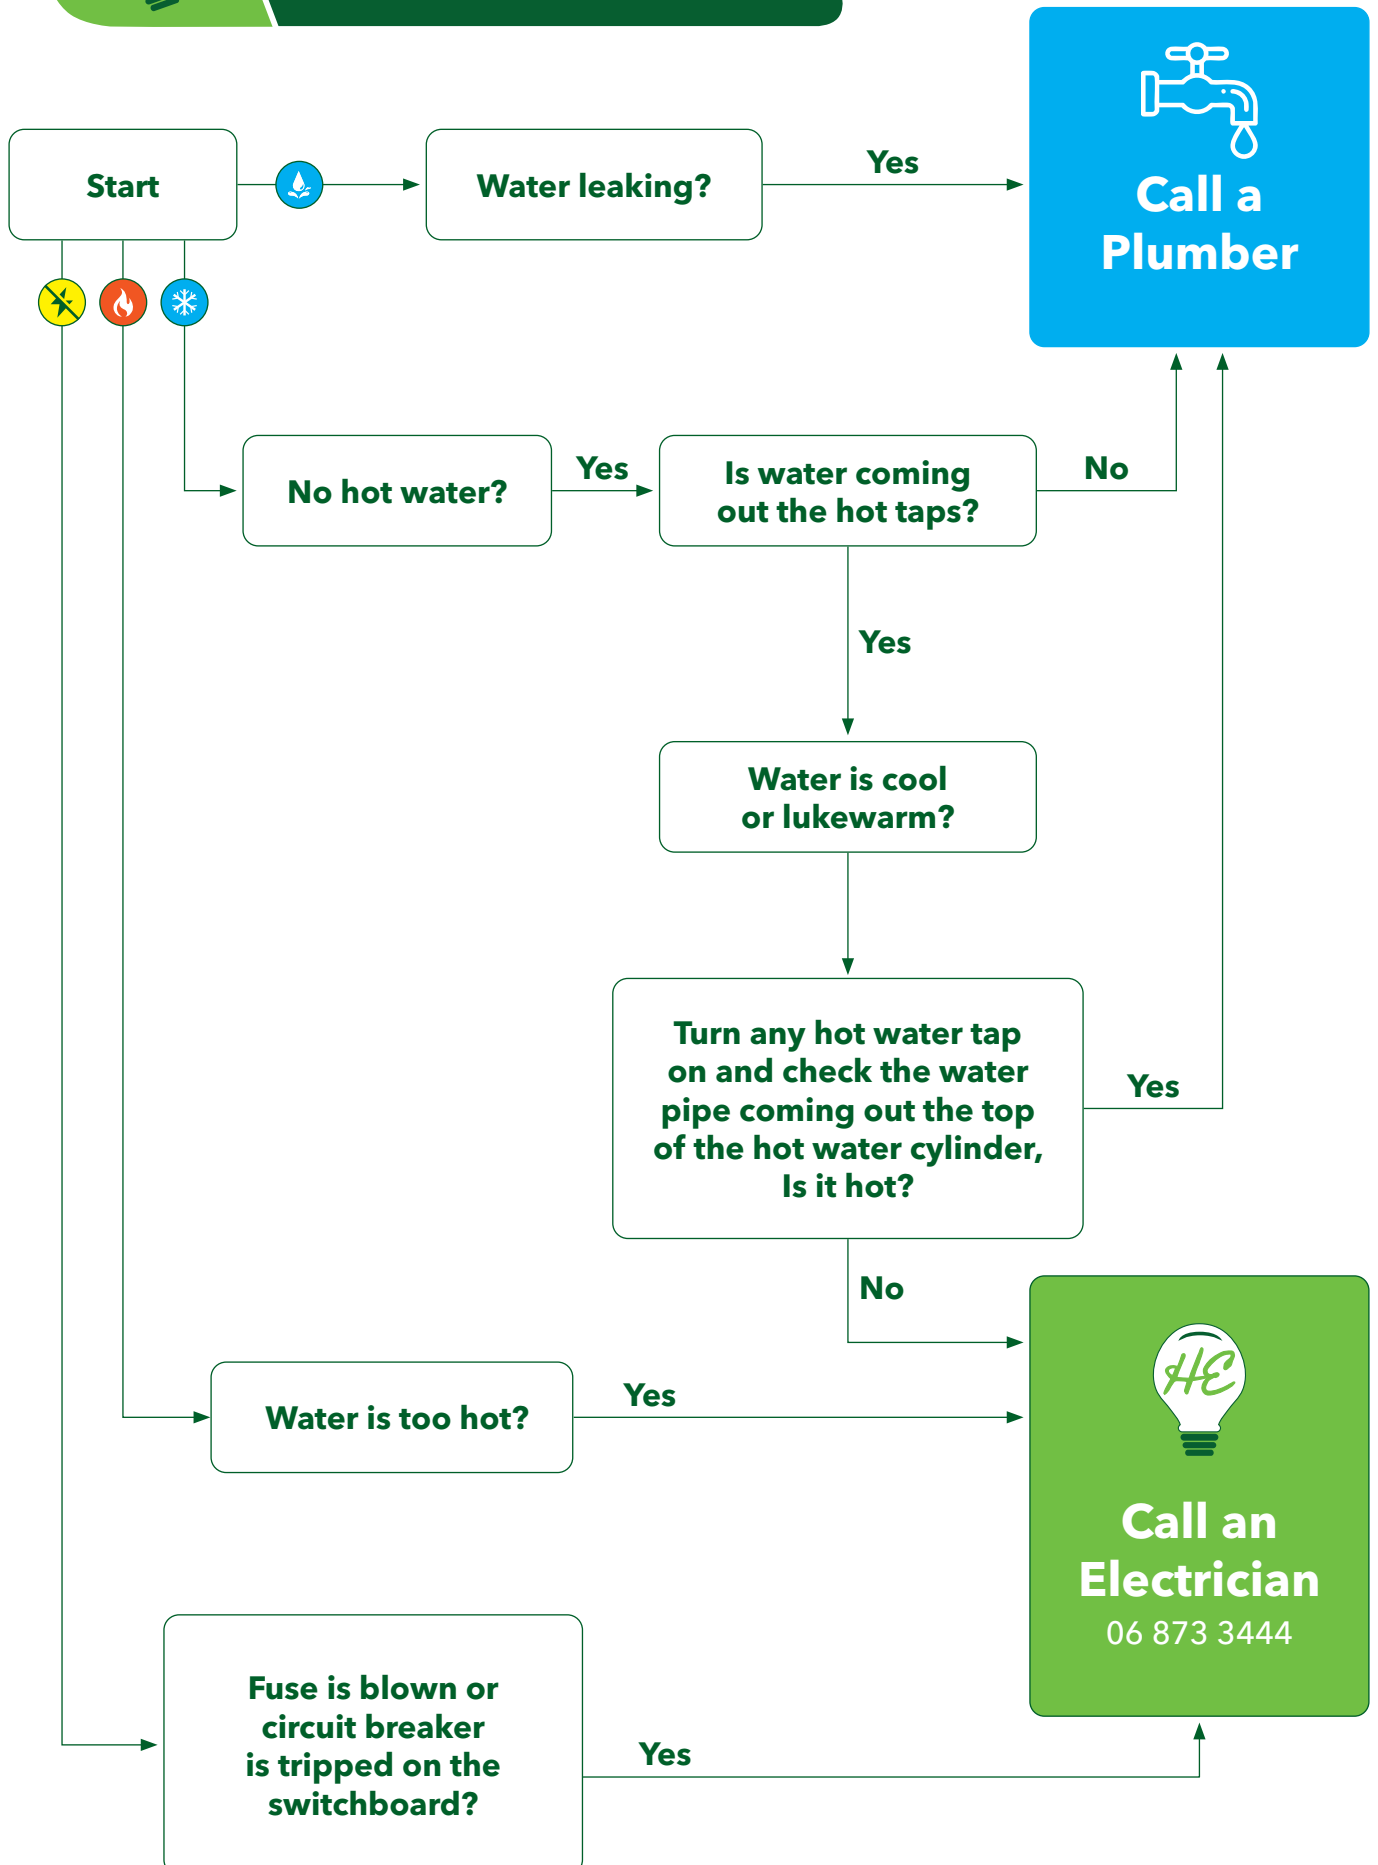 Start
Water leaking?
Yes
Call a
Plumber
No hot water?
Yes
Is water coming
out the hot taps?
No
Yes
Water is cool
or lukewarm?
Turn any hot water tap
on and check the water
pipe coming out the top
of the hot water cylinder,
Is it hot?
Yes
No
Water is too hot?
Yes
HE
Call an
Electrician
06 873 3444
Fuse is blown or
circuit breaker
is tripped on the
switchboard?
Yes